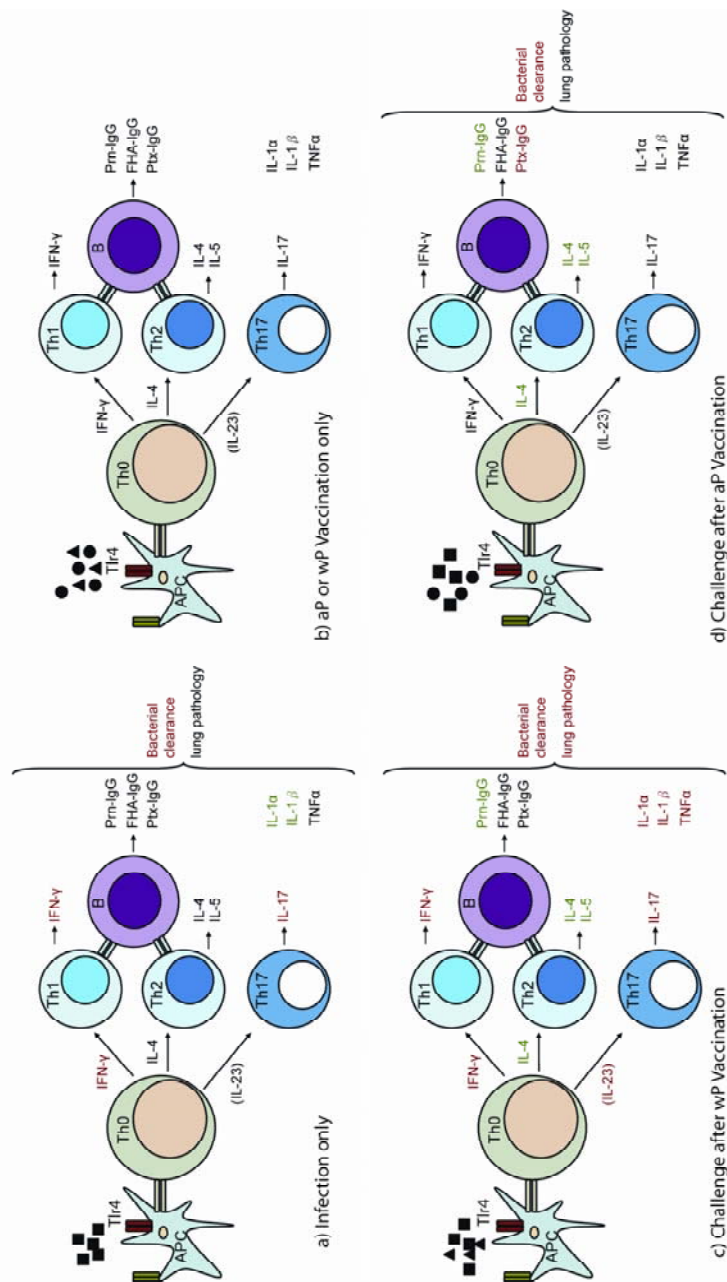 Tlr4
APC
Th0
IFN-γ
IL-4
(IL-23)
Th1
Th2
Th17
B
IFN-γ
IL-4
IL-5
IL-17
Prn-IgG
FHA-IgG
Ptx-IgG
IL-1α
IL-1β
TNFα
Bacterial
clearance
lung pathology
a) Infection only
Tlr4
APC
Th0
IFN-γ
IL-4
(IL-23)
Th1
Th2
Th17
B
IFN-γ
IL-4
IL-5
IL-17
Prn-IgG
FHA-IgG
Ptx-IgG
IL-1α
IL-1β
TNFα
b) aP or wP Vaccination only
Tlr4
APC
Th0
IFN-γ
IL-4
(IL-23)
Th1
Th2
Th17
B
IFN-γ
IL-4
IL-5
IL-17
Prn-IgG
FHA-IgG
Ptx-IgG
IL-1α
IL-1β
TNFα
Bacterial
clearance
lung pathology
c) Challenge after wP Vaccination
Tlr4
APC
Th0
IFN-γ
IL-4
(IL-23)
Th1
Th2
Th17
B
IFN-γ
IL-4
IL-5
IL-17
Prn-IgG
FHA-IgG
Ptx-IgG
IL-1α
IL-1β
TNFα
Bacterial
clearance
lung pathology
d) Challenge after aP Vaccination